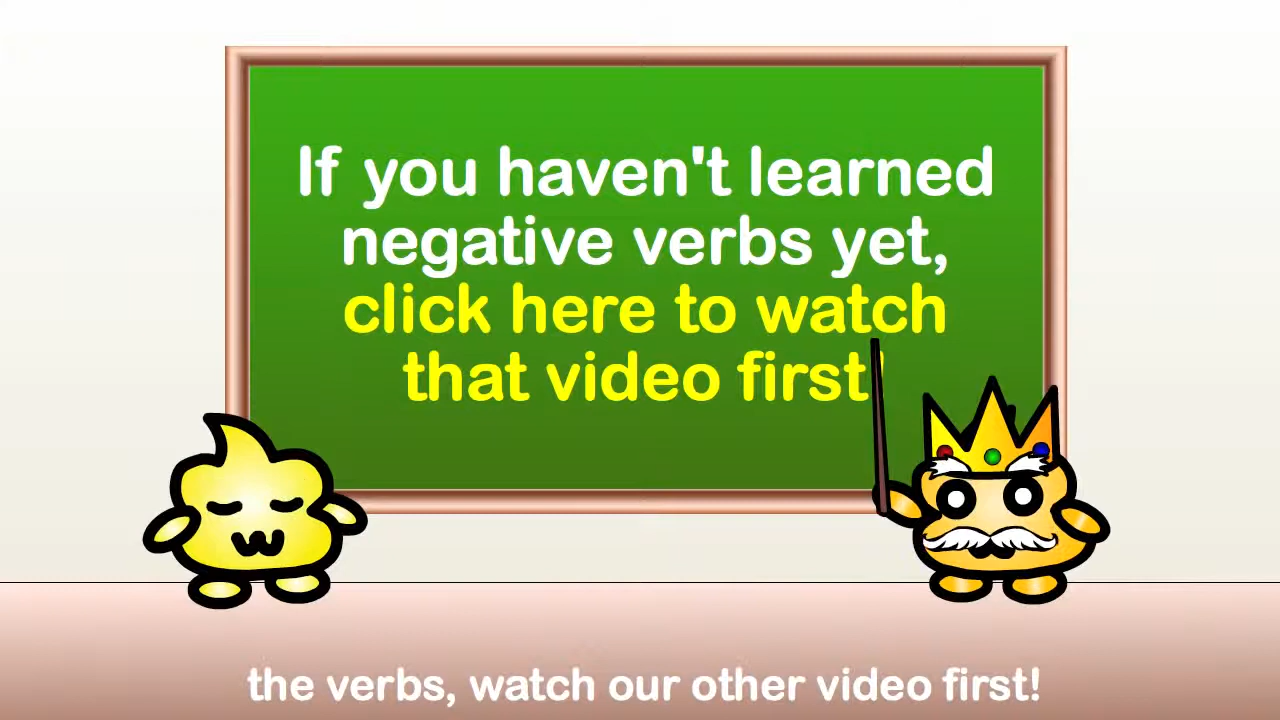 If you haven't learned
negative verbs yet,
click here to watch
that video first!
the verbs, watch our other video first!